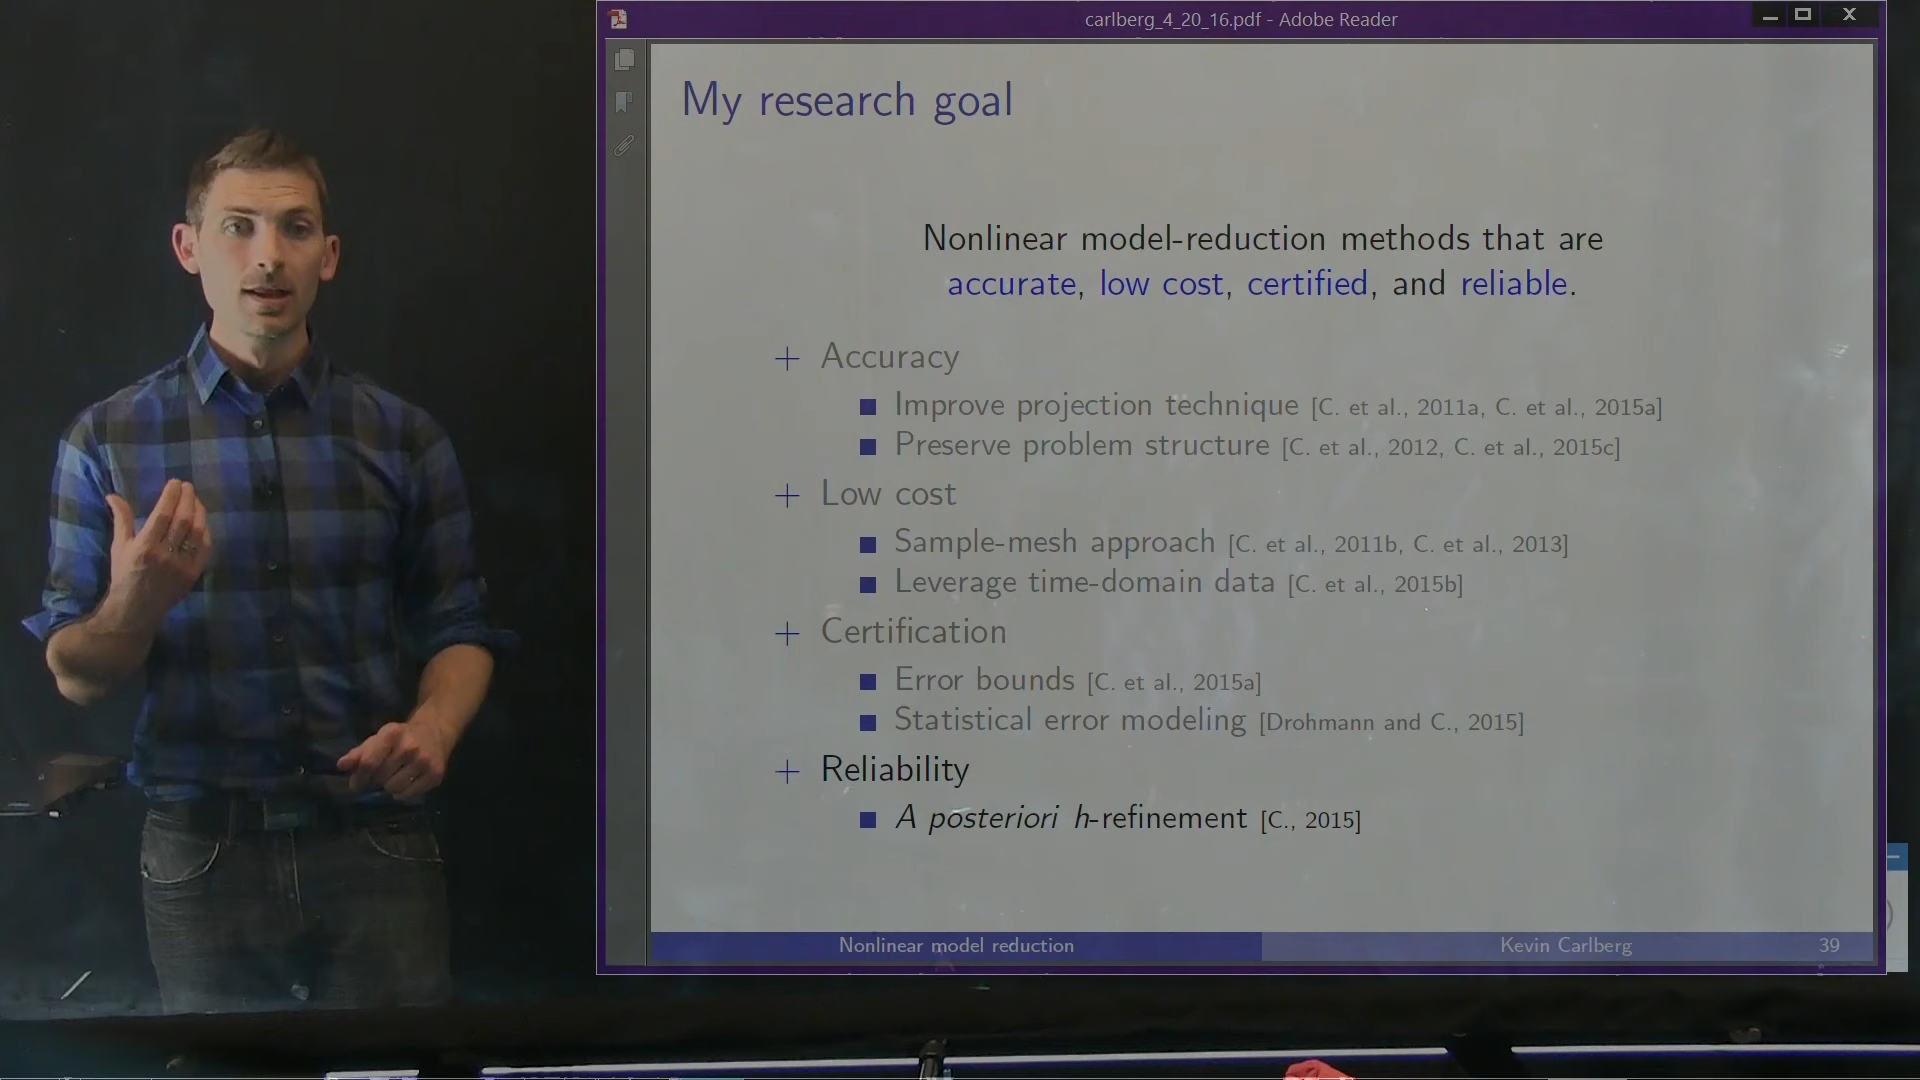 carlberg_4_20_16.pdf - Adobe Reader
My research goal
Nonlinear model-reduction methods that are
accurate, low cost, certified, and reliable.
+ Accuracy
■ Improve projection technique [C. et al., 2011a, C. et al., 2015a]
■ Preserve problem structure [C. et al., 2012, C. et al., 2015c]
+ Low cost
■ Sample-mesh approach [C. et al., 2011b, C. et al., 2013]
■ Leverage time-domain data [C. et al., 2015b]
+ Certification
■ Error bounds [C. et al., 2015a]
■ Statistical error modeling [Drohmann and C., 2015]
+ Reliability
■ A posteriori h-refinement [C., 2015]
Nonlinear model reduction Kevin Carlberg 39